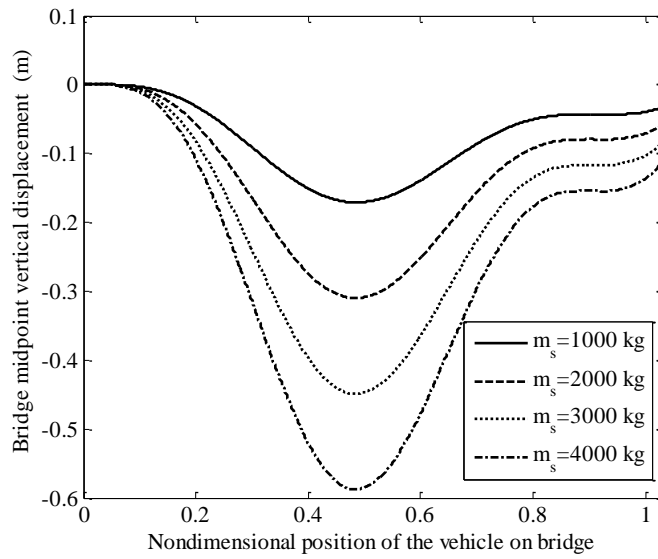 Bridge midpoint vertical displacement (m)
0.1
0
-0.1
-0.2
-0.3
-0.4
-0.5
-0.6
m_s=1000 kg
m_s=2000 kg
m_s=3000 kg
m_s=4000 kg
0
0.2
0.4
0.6
0.8
1
Nondimensional position of the vehicle on bridge